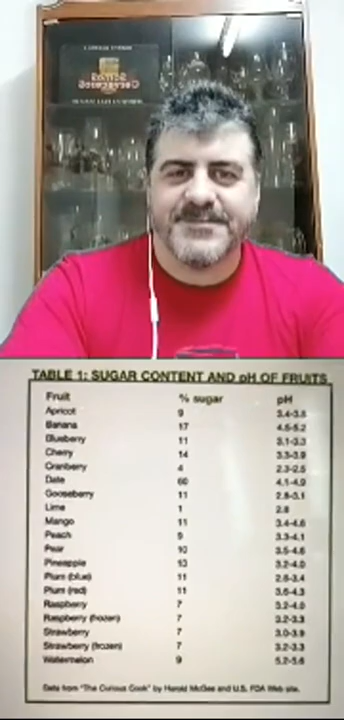 TABLE 1: SUGAR CONTENT AND pH OF FRUITS
Fruit % sugar pH
Apricot 9 3.4-3.8
Banana 17 4.5-5.2
Blueberry 11 3.1-3.3
Cherry 14 3.3-3.9
Cranberry 4 2.3-2.5
Date 60 4.1-4.9
Gooseberry 11 2.8-3.1
Lime 1 2.8
Mango 11 3.4-4.6
Peach 9 3.3-4.1
Pear 10 3.5-4.6
Pineapple 13 3.2-4.0
Plum (blue) 11 2.8-3.4
Plum (red) 11 3.6-4.3
Raspberry 7 3.2-4.0
Raspberry (frozen) 7 3.2-3.3
Strawberry 7 3.0-3.9
Strawberry (frozen) 7 3.2-3.3
Watermelon 9 5.2-5.6
Data from "The Curious Cook" by Harold McGee and U.S. FDA Web site.